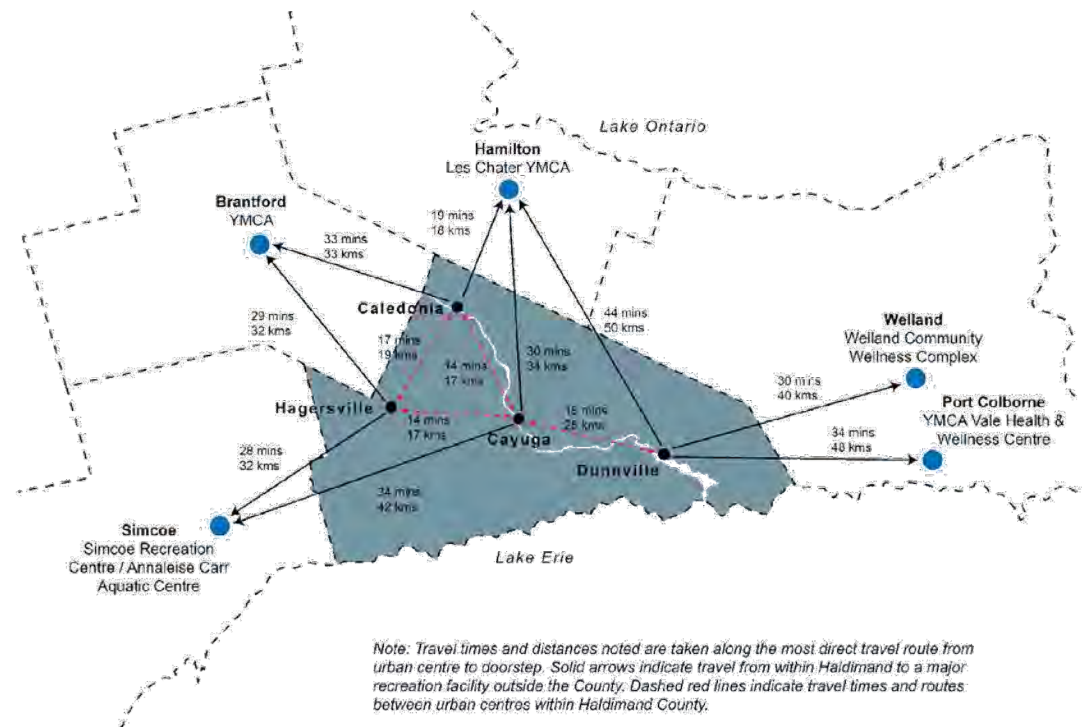 Lake Ontario
Hamilton
Les Chater YMCA
Brantford
YMCA
19 mins
18 kms
33 mins
33 kms
Caledonia
29 mins
32 kms
17 mins
19 kms
14 mins
17 kms
30 mins
34 kms
44 mins
50 kms
Welland
Welland Community
Wellness Complex
30 mins
40 kms
Port Colborne
YMCA Vale Health &
Wellness Centre
Hagersville
14 mins
17 kms
Cayuga
kms
34 mins
48 kms
Dunnville
28 mins
32 kms
34 mins
42 kms
Simcoe
Simcoe Recreation
Centre / Annaleise Carr
Aquatic Centre
Lake Erie
Note: Travel times and distances noted are taken along the most direct travel route from
urban centre to doorstep. Solid arrows indicate travel from within Haldimand to a major
recreation facility outside the County. Dashed red lines indicate travel times and routes
between urban centres within Haldimand County.